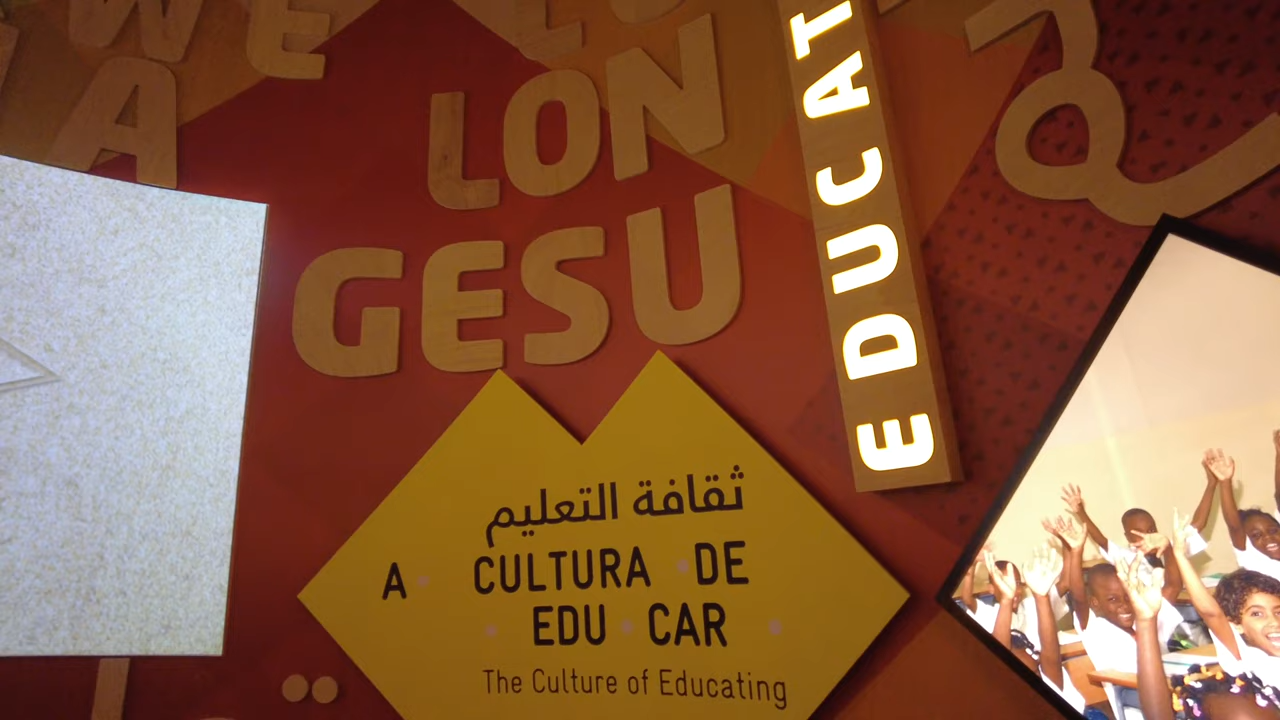 WE
A
LON
GESU
EDUCAT
ثقافة التعليم
A CULTURA DE
EDU CAR
The Culture of Educating